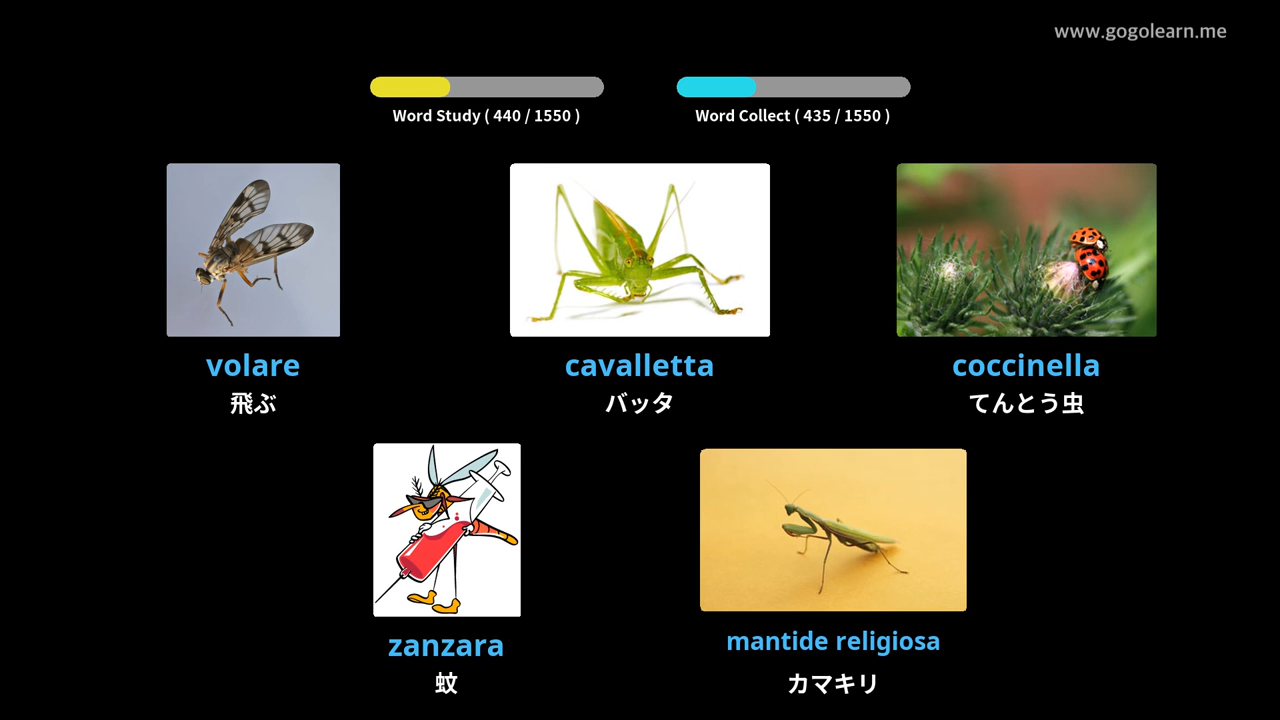 www.gogolearn.me
Word Study ( 440 / 1550 )
Word Collect ( 435 / 1550 )
volare
飛ぶ
cavalletta
バッタ
coccinella
てんとう虫
zanzara
蚊
mantide religiosa
カマキリ